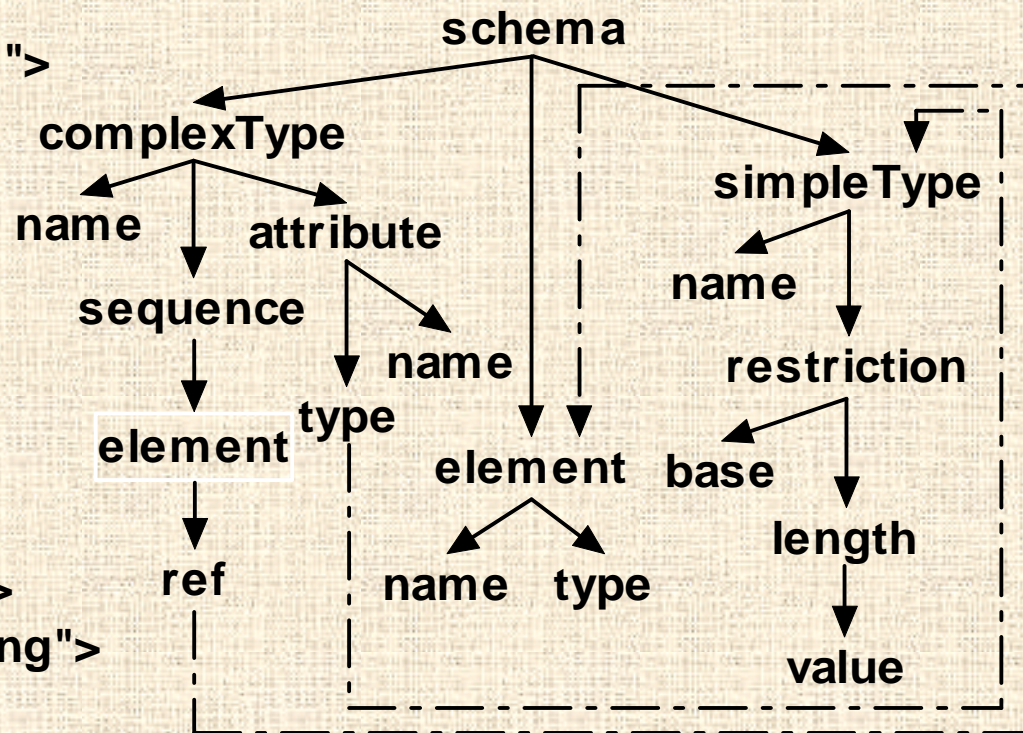 schema
">
complexType
simpleType
name
attribute
name
sequence
name
restriction
type
element
element
base
length
ref
name
type
>
ng">
value